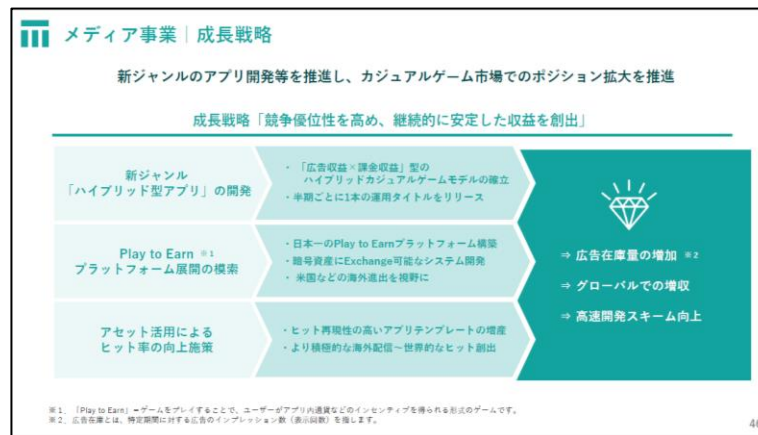 メディア事業｜成長戦略
新ジャンルのアプリ開発等を推進し、カジュアルゲーム市場でのポジション拡大を推進
成長戦略「競争優位性を高め、継続的に安定した収益を創出」
新ジャンル
「ハイブリッド型アプリ」の開発
・「広告収益×課金収益」型の
ハイブリッドカジュアルゲームモデルの確立
・半期ごとに1本の運用タイトルをリリース
Play to Earn ※1
プラットフォーム展開の模索
・日本一のPlay to Earnプラットフォーム構築
・暗号資産にExchange可能なシステム開発
・米国などの海外進出を視野に
アセット活用による
ヒット率の向上施策
・ヒット再現性の高いアプリテンプレートの増産
・より積極的な海外配信～世界的なヒット創出
⇒ 広告在庫量の増加 ※2
⇒ グローバルでの増収
⇒ 高速開発スキーム向上
※1．「Play to Earn」＝ゲームをプレイすることで、ユーザーがアプリ内通貨などのインセンティブを得られる形式のゲームです。
※2．広告在庫とは、特定期間に対する広告のインプレッション数（表示回数）を指します。